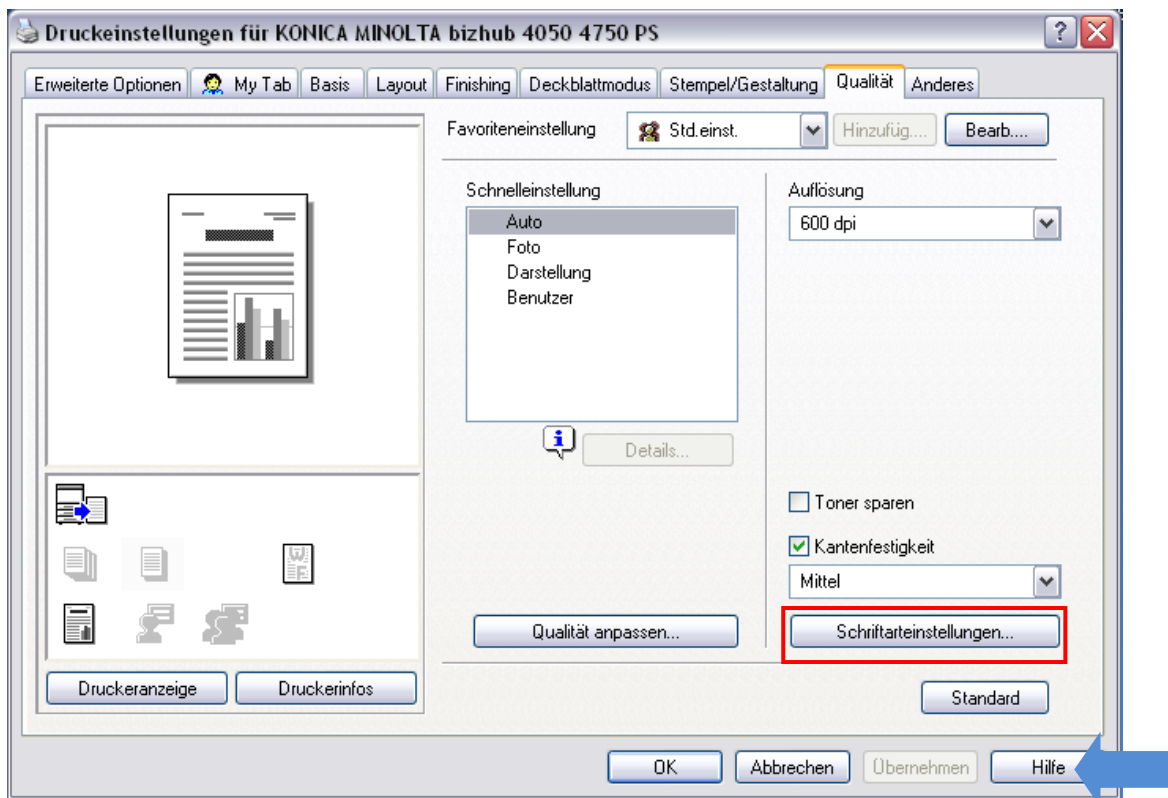 Druckeinstellungen für KONICA MINOLTA bizhub 4050 4750 PS
Erweiterte Optionen My Tab Basis Layout Finishing Deckblattmodus Stempel/Gestaltung Qualität Anderes
Favoriteneinstellung Std.einst. Hinzufüg.... Bearb....
Schnelleinstellung
Auto
Foto
Darstellung
Benutzer
Details...
Qualität anpassen...
Auflösung
600 dpi
Toner sparen
Kantenfestigkeit
Mittel
Schriftarteinstellungen...
Druckeranzeige Druckerinfos
Standard
OK Abbrechen Übernehmen Hilfe